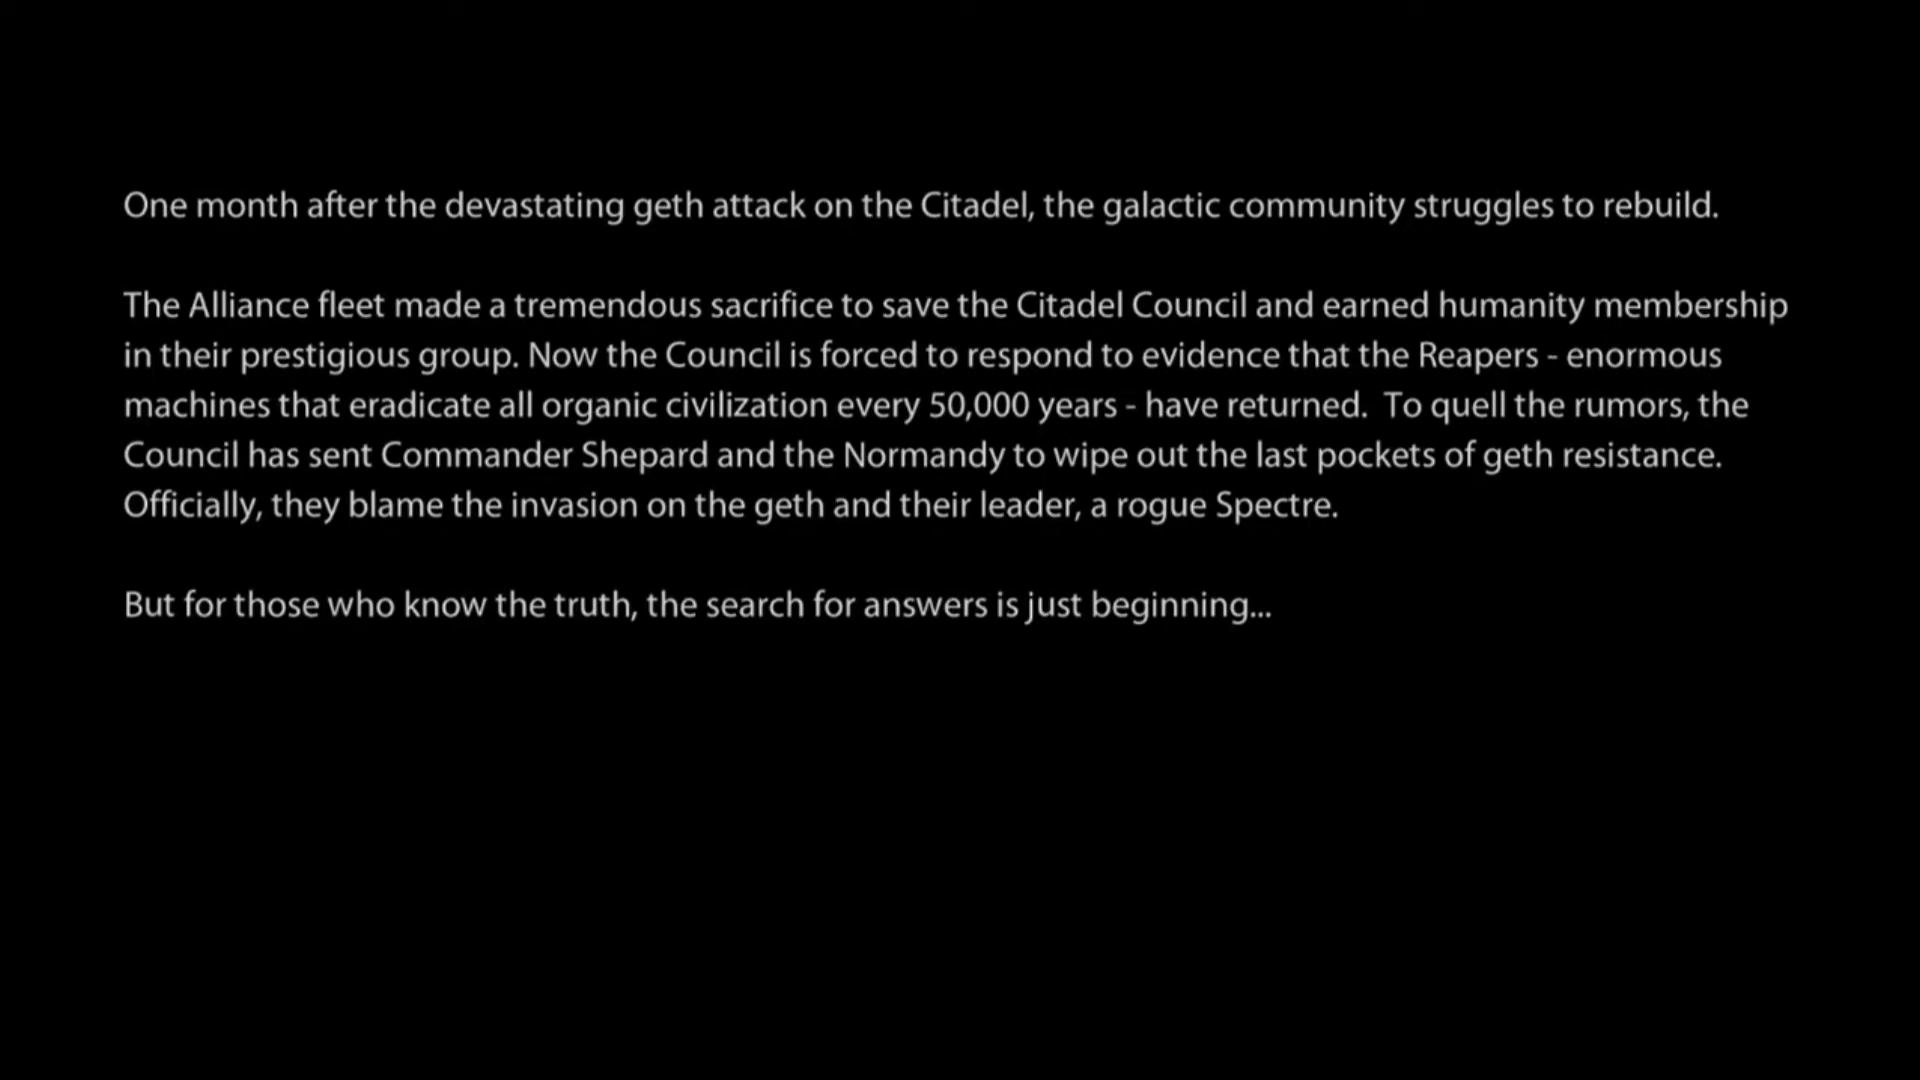 One month after the devastating geth attack on the Citadel, the galactic community struggles to rebuild.
The Alliance fleet made a tremendous sacrifice to save the Citadel Council and earned humanity membership
in their prestigious group. Now the Council is forced to respond to evidence that the Reapers - enormous
machines that eradicate all organic civilization every 50,000 years - have returned.  To quell the rumors, the
Council has sent Commander Shepard and the Normandy to wipe out the last pockets of geth resistance.
Officially, they blame the invasion on the geth and their leader, a rogue Spectre.
But for those who know the truth, the search for answers is just beginning...